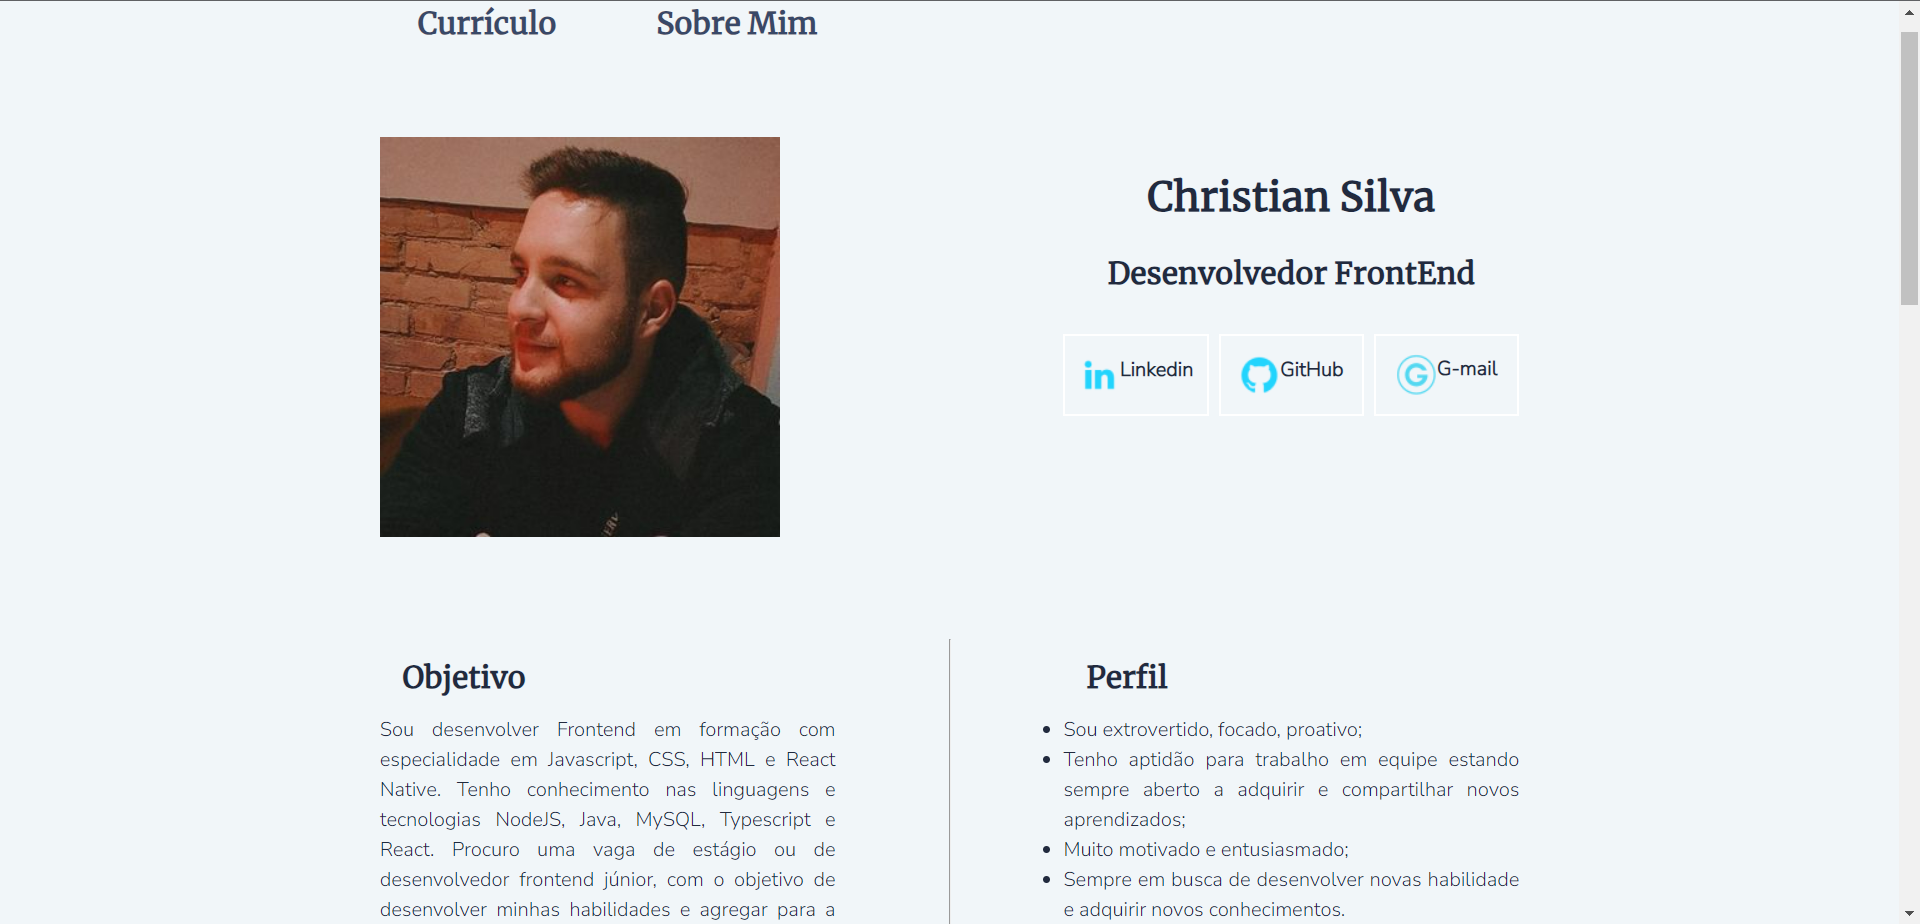 Currículo
Sobre Mim
Christian Silva
Desenvolvedor FrontEnd
Linkedin
GitHub
G-mail
Objetivo
Sou desenvolver Frontend em formação com
especialidade em Javascript, CSS, HTML e React
Native. Tenho conhecimento nas linguagens e
tecnologias NodeJS, Java, MySQL, Typescript e
React. Procuro uma vaga de estágio ou de
desenvolvedor frontend júnior, com o objetivo de
desenvolver minhas habilidades e agregar para a
Perfil
Sou extrovertido, focado, proativo;
Tenho aptidão para trabalho em equipe estando
sempre aberto a adquirir e compartilhar novos
aprendizados;
Muito motivado e entusiasmado;
Sempre em busca de desenvolver novas habilidade
e adquirir novos conhecimentos.